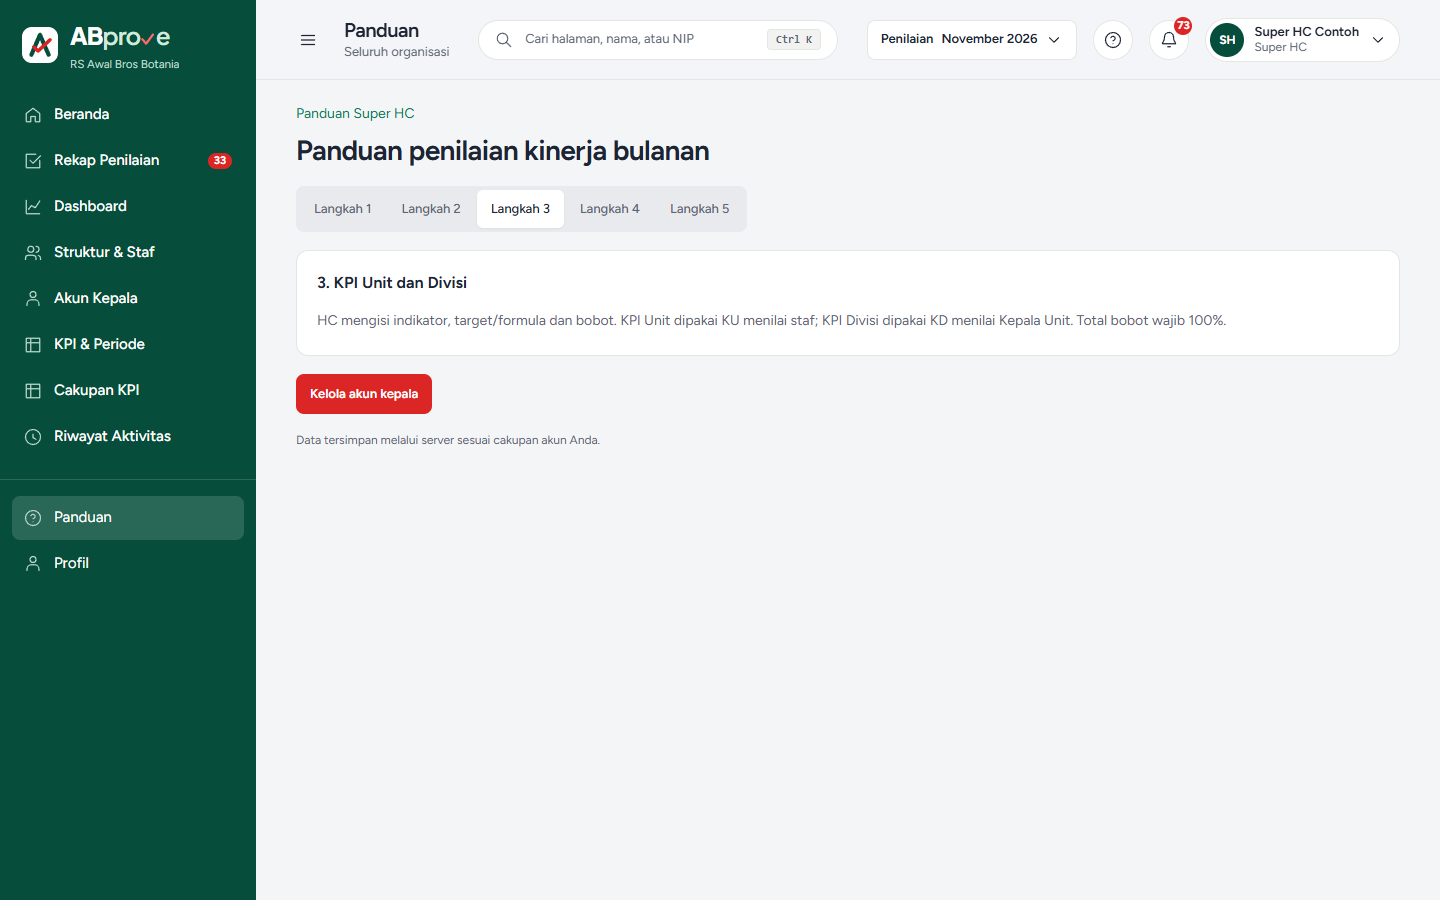 ABprove
RS Awal Bros Botania
Beranda
Rekap Penilaian 33
Dashboard
Struktur & Staf
Akun Kepala
KPI & Periode
Cakupan KPI
Riwayat Aktivitas
Panduan
Profil
Panduan
Seluruh organisasi
Cari halaman, nama, atau NIP Ctrl K
Penilaian November 2026
73
SH
Super HC Contoh
Super HC
Panduan Super HC
Panduan penilaian kinerja bulanan
Langkah 1 Langkah 2 Langkah 3 Langkah 4 Langkah 5
3. KPI Unit dan Divisi
HC mengisi indikator, target/formula dan bobot. KPI Unit dipakai KU menilai staf; KPI Divisi dipakai KD menilai Kepala Unit. Total bobot wajib 100%.
Kelola akun kepala
Data tersimpan melalui server sesuai cakupan akun Anda.